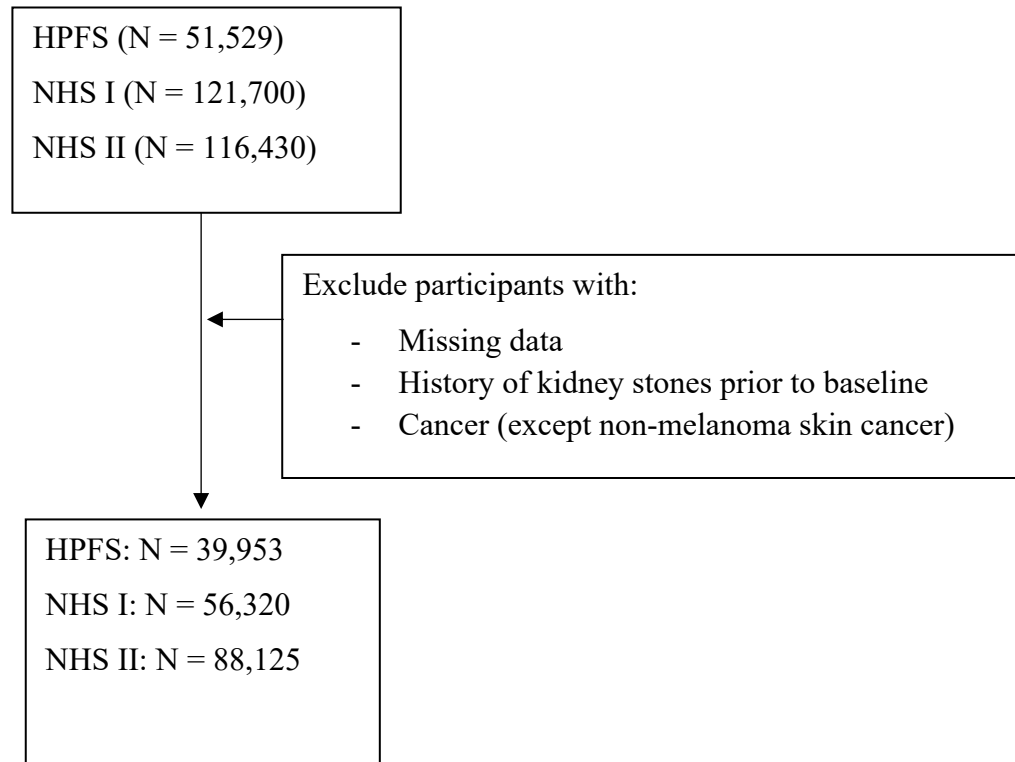 HPFS (N = 51,529)
NHS I (N = 121,700)
NHS II (N = 116,430)
Exclude participants with:
- Missing data
- History of kidney stones prior to baseline
- Cancer (except non-melanoma skin cancer)
HPFS: N = 39,953
NHS I: N = 56,320
NHS II: N = 88,125